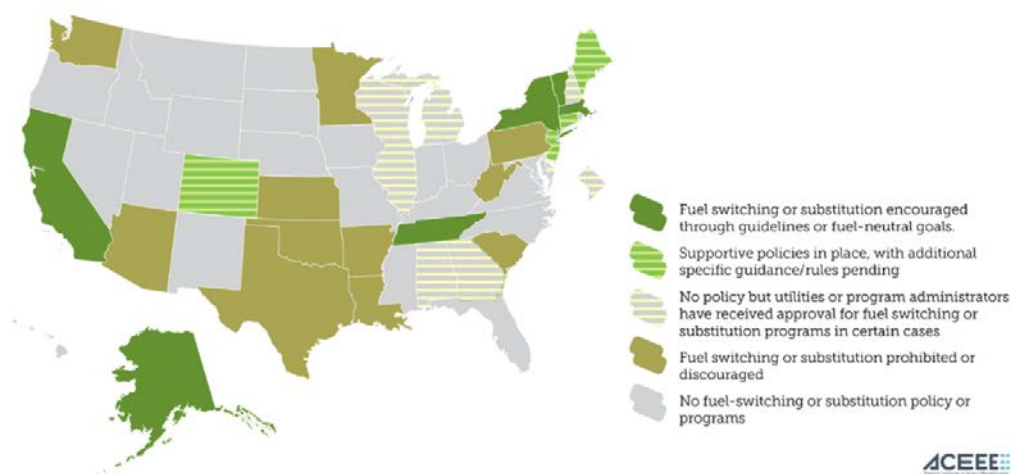 Fuel switching or substitution encouraged
through guidelines or fuel-neutral goals.
Supportive policies in place, with additional
specific guidance/rules pending
No policy but utilities or program administrators
have received approval for fuel switching or
substitution programs in certain cases
Fuel switching or substitution prohibited or
discouraged
No fuel-switching or substitution policy or
programs
ACEEE